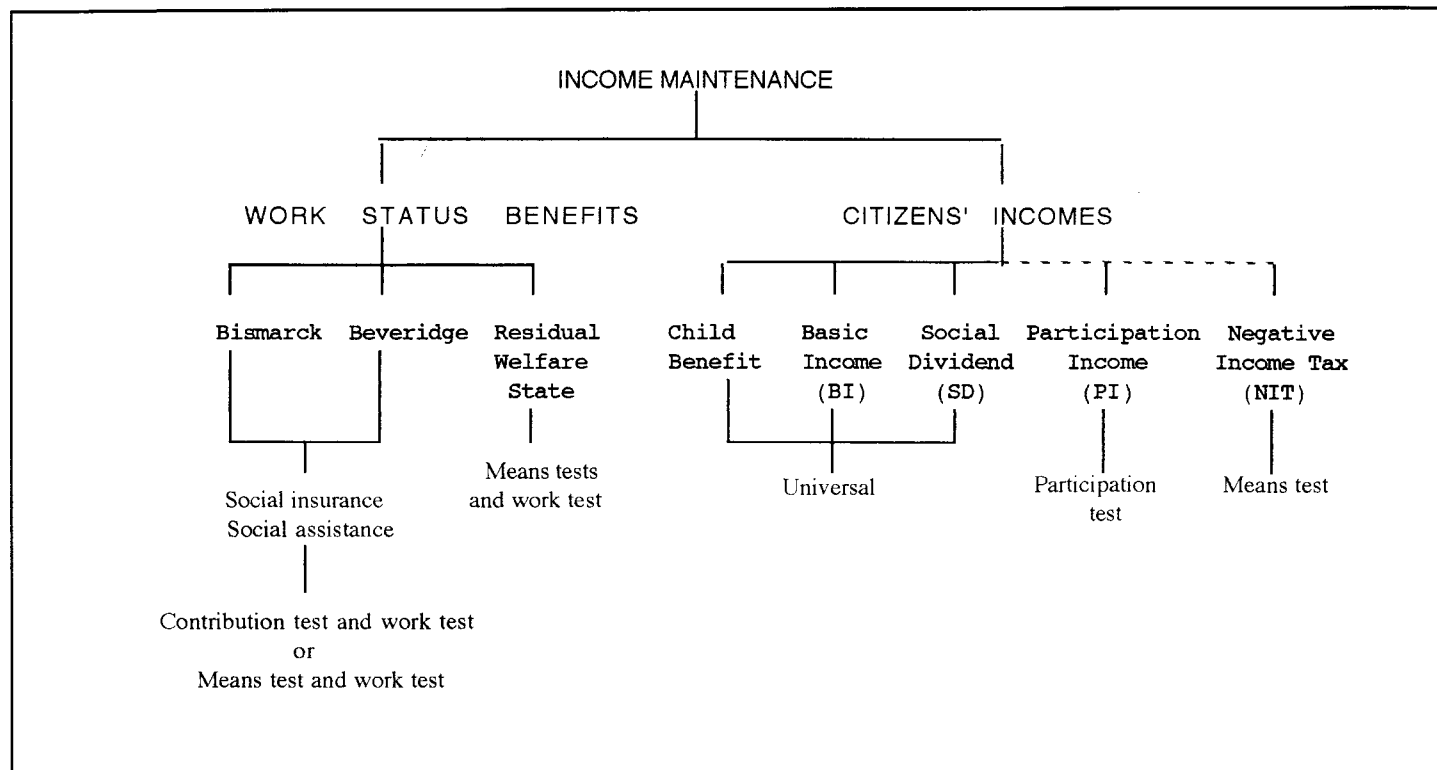 INCOME MAINTENANCE
WORK STATUS BENEFITS
CITIZENS' INCOMES
Bismarck
Beveridge
Residual
Welfare
State
Child
Benefit
Basic
Income
(BI)
Social
Dividend
(SD)
Participation
Income
(PI)
Negative
Income Tax
(NIT)
Social insurance
Social assistance
Means tests
and work test
Universal
Participation
test
Means test
Contribution test and work test
or
Means test and work test